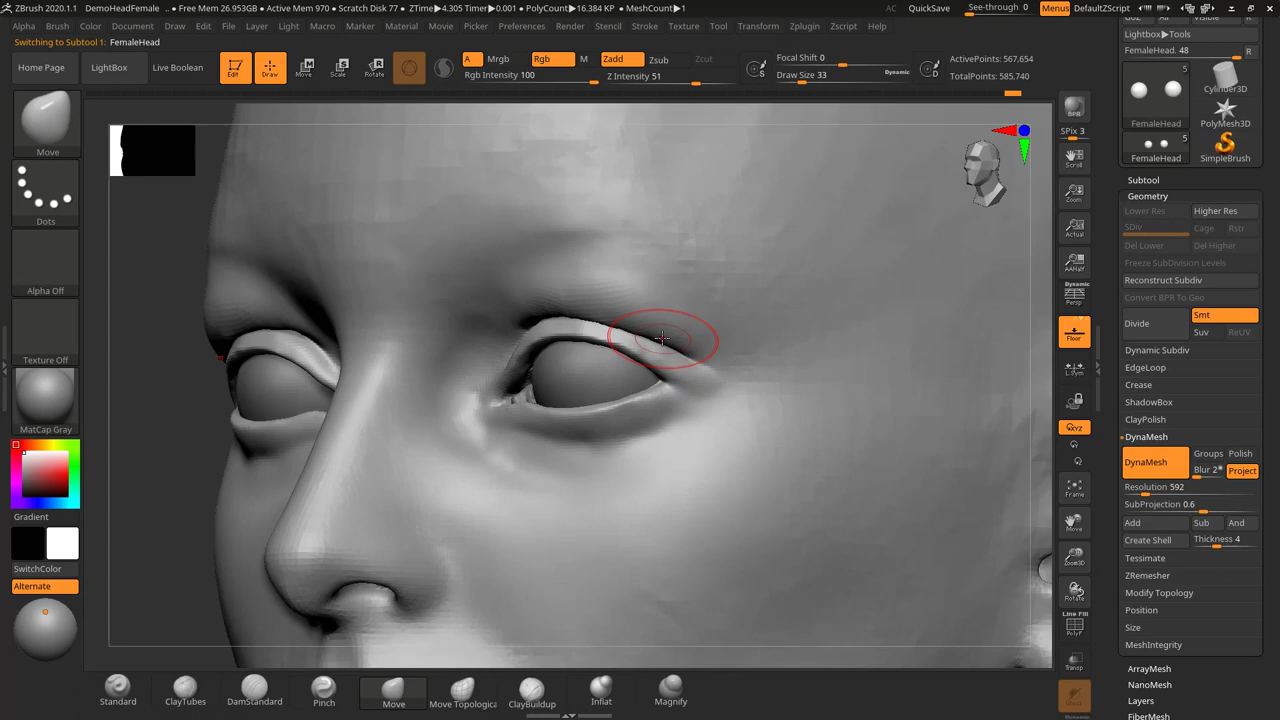 ZBrush 2020.1.1 DemoHeadFemale .. ● Free Mem 26.953GB ● Active Mem 970 ● Scratch Disk 77 ● ZTime▶4.305 Timer▶0.001 ● PolyCount▶16.384 KP ● MeshCount▶1 AC QuickSave See-through 0 Menus DefaultZScript
Alpha Brush Color Document Draw Edit File Layer Light Macro Marker Material Movie Picker Preferences Render Stencil Stroke Texture Tool Transform Zplugin Zscript Help
Switching to Subtool 1: FemaleHead
Home Page
LightBox
Live Boolean
Edit
Draw
Move
Scale
Rotate
A Mrgb
Rgb M
Rgb Intensity 100
Zadd Zsub Zcut
Z Intensity 51
S
Focal Shift 0
Draw Size 33
Dynamic
D
ActivePoints: 567,654
TotalPoints: 585,740
Move
Dots
Alpha Off
Texture Off
MatCap Gray
Gradient
SwitchColor
Alternate
BPR
SPix 3
Scroll
Zoom
Actual
AAHalf
Dynamic
Persp
Floor
L.Sym
XYZ
Frame
Move
Zoom3D
Rotate
Line Fill
PolyF
Transp
Ghost
GoZ All Visible R
Lightbox▶Tools
FemaleHead. 48 R
5
FemaleHead
Cylinder3D
PolyMesh3D
5
FemaleHead
SimpleBrush
Subtool
Geometry
Lower Res Higher Res
SDiv Cage Rstr
Del Lower Del Higher
Freeze SubDivision Levels
Reconstruct Subdiv
Convert BPR To Geo
Divide Smt
Suv ReUV
Dynamic Subdiv
EdgeLoop
Crease
ShadowBox
ClayPolish
DynaMesh
DynaMesh Groups Polish
Blur 2 Project
Resolution 592
SubProjection 0.6
Add Sub And
Create Shell Thickness 4
Tessimate
ZRemesher
Modify Topology
Position
Size
MeshIntegrity
ArrayMesh
NanoMesh
Layers
FiberMesh
Standard
ClayTubes
DamStandard
Pinch
Move
Move Topological
ClayBuildup
Inflat
Magnify